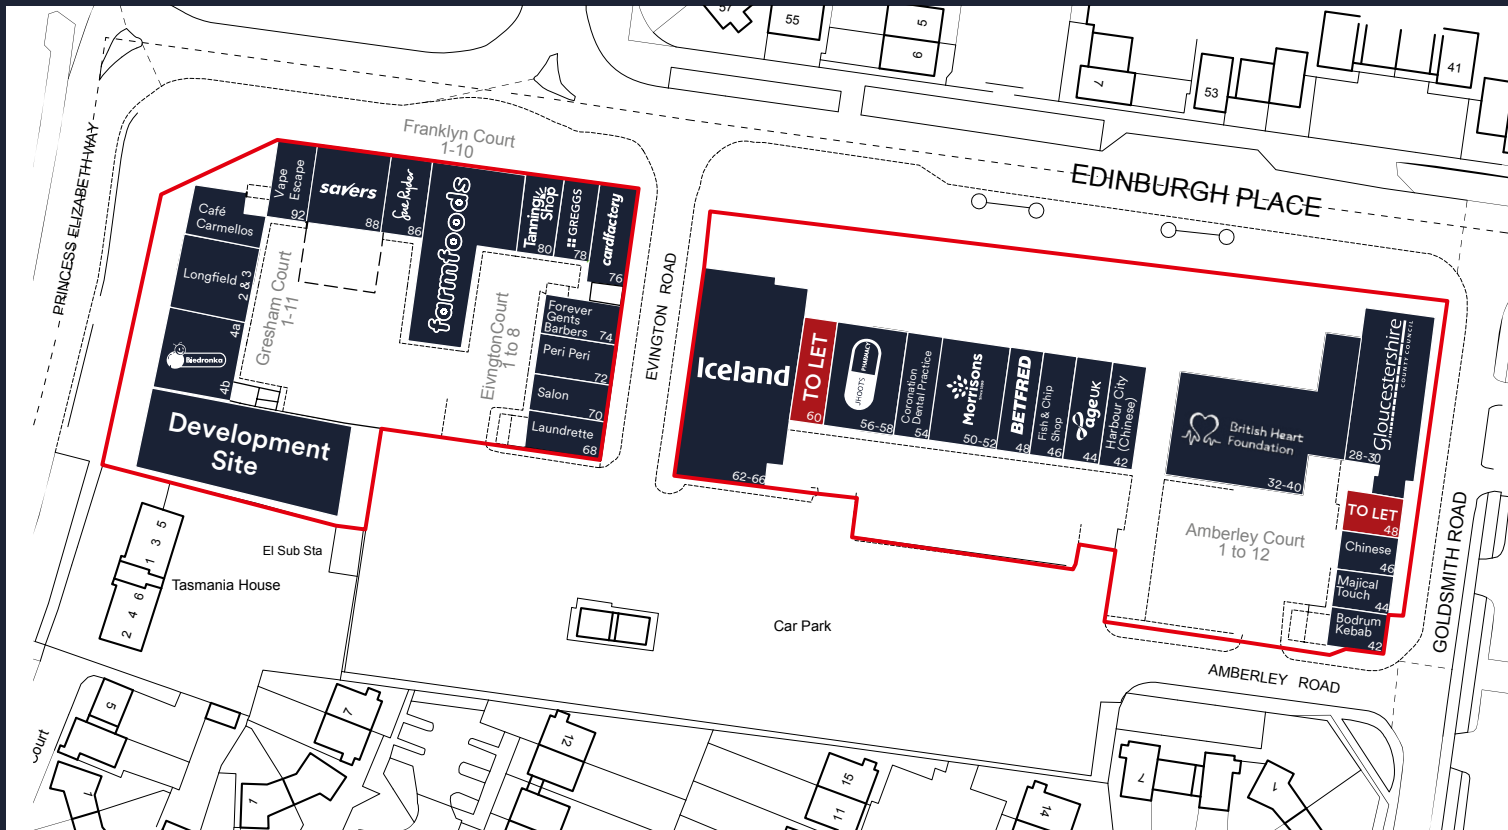 57
55
5
6
7
53
41
PRINCESS ELIZABETH WAY
Franklyn Court
1-10
EDINBURGH PLACE
Vape
Escape
92
savers
88
Sue Ryder
86
farmfoods
Tanning
Shop
80
GREGGS
78
cardfactory
76
Café
Carmellos
Longfield
2 & 3
4a
Biedronka
4b
Gresham Court
1-11
Elvington Court
1 to 8
Forever
Gents
Barbers
74
Peri Peri
72
Salon
70
Laundrette
68
Development
Site
EVINGTON ROAD
Iceland
62-66
TO LET
60
JHOOTS
PHARMACY
56-58
Coronation
Dental Practice
54
Morrisons
50-52
BETFRED
48
Fish & Chip
Shop
46
age UK
44
Harbour City
(Chinese)
42
British Heart
Foundation
32-40
Gloucestershire
COUNTY COUNCIL
28-30
TO LET
48
Chinese
46
Majical
Touch
44
Bodrum
Kebab
42
Amberley Court
1 to 12
GOLDSMITH ROAD
AMBERLEY ROAD
El Sub Sta
Tasmania House
1 3 5
2 4 6
Car Park
Court
5
1
7
1
12
15
11
14
7
1